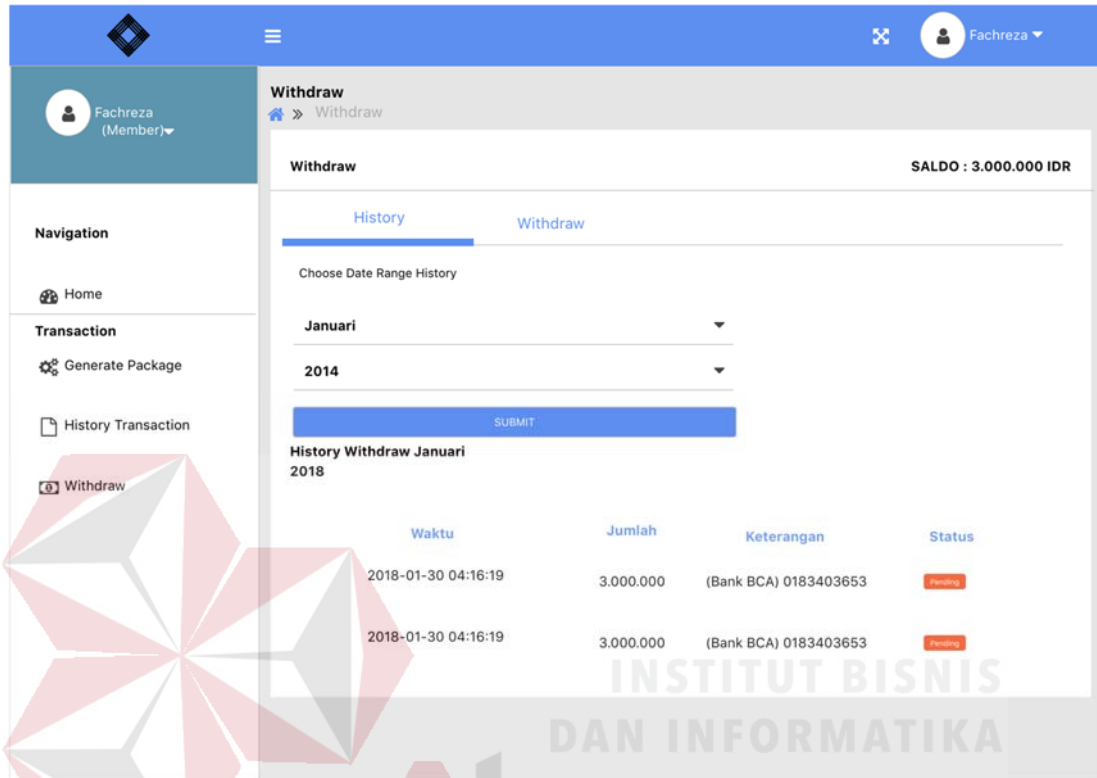 Fachreza
Fachreza
(Member)
Withdraw
Withdraw
Withdraw
SALDO : 3.000.000 IDR
Navigation
Home
Transaction
Generate Package
History Transaction
Withdraw
History
Withdraw
Choose Date Range History
Januari
2014
SUBMIT
History Withdraw Januari
2018
Waktu Jumlah Keterangan Status
2018-01-30 04:16:19 3.000.000 (Bank BCA) 0183403653 Pending
2018-01-30 04:16:19 3.000.000 (Bank BCA) 0183403653 Pending
INSTITUT BISNIS
DAN INFORMATIKA